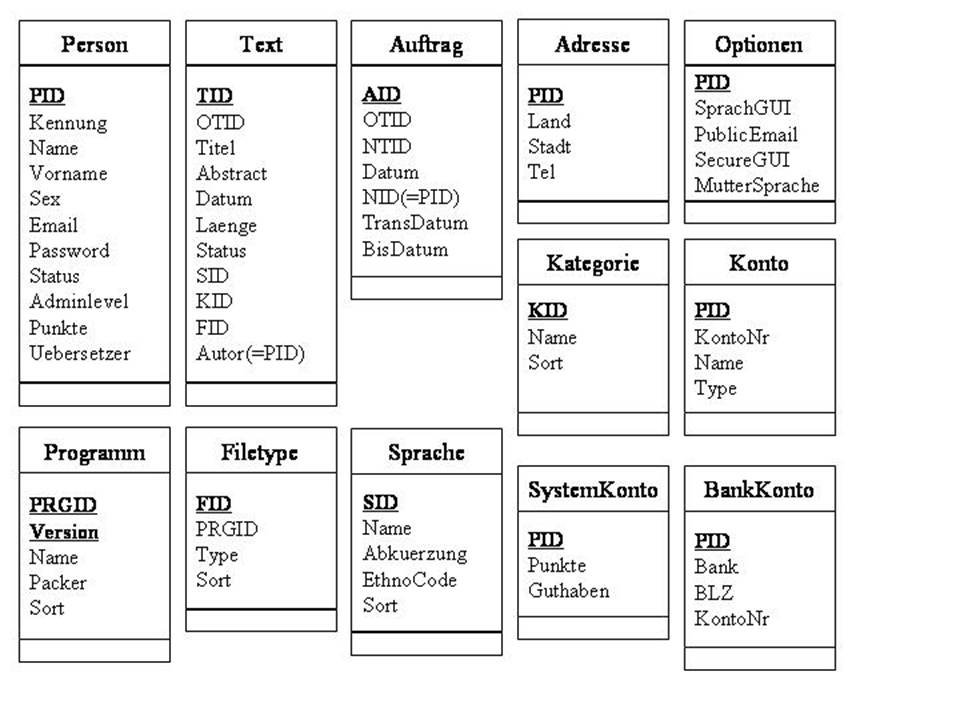 Person
PID
Kennung
Name
Vorname
Sex
Email
Password
Status
Adminlevel
Punkte
Uebersetzer
Text
TID
OTID
Titel
Abstract
Datum
Laenge
Status
SID
KID
FID
Autor(=PID)
Auftrag
AID
OTID
NTID
Datum
NID(=PID)
TransDatum
BisDatum
Adresse
PID
Land
Stadt
Tel
Optionen
PID
SprachGUI
PublicEmail
SecureGUI
MutterSprache
Kategorie
KID
Name
Sort
Konto
PID
KontoNr
Name
Type
Programm
PRGID
Version
Name
Packer
Sort
Filetype
FID
PRGID
Type
Sort
Sprache
SID
Name
Abkuerzung
EthnoCode
Sort
SystemKonto
PID
Punkte
Guthaben
BankKonto
PID
Bank
BLZ
KontoNr